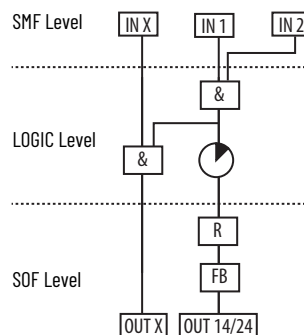 SMF Level
IN X
IN 1
IN 2
&
LOGIC Level
&
R
SOF Level
FB
OUT X
OUT 14/24